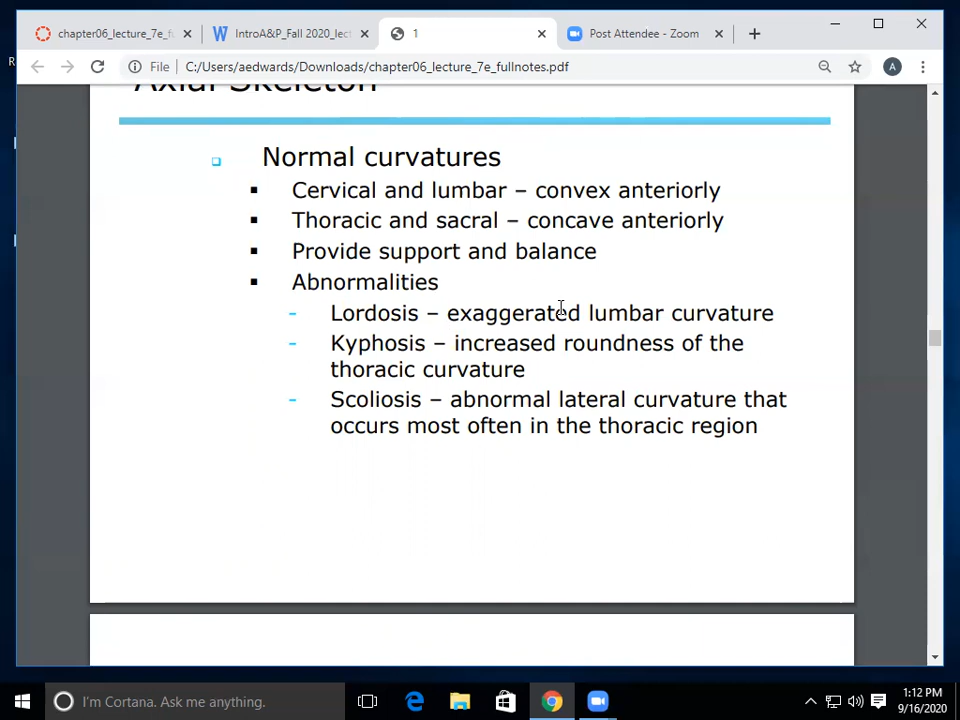 chapter06_lecture_7e_fu
IntroA&P_Fall 2020_lect
1
Post Attendee - Zoom
File
C:/Users/aedwards/Downloads/chapter06_lecture_7e_fullnotes.pdf
A
Axial Skeleton
Normal curvatures
Cervical and lumbar – convex anteriorly
Thoracic and sacral – concave anteriorly
Provide support and balance
Abnormalities
- Lordosis – exaggerated lumbar curvature
- Kyphosis – increased roundness of the
thoracic curvature
- Scoliosis – abnormal lateral curvature that
occurs most often in the thoracic region
I'm Cortana. Ask me anything.
1:12 PM
9/16/2020